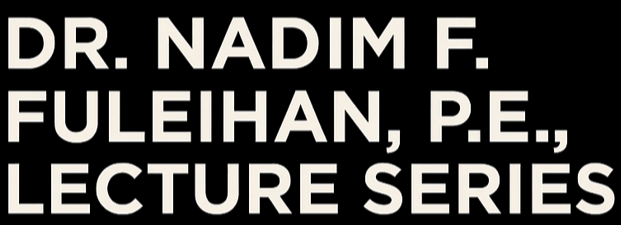 DR. NADIM F.
FULEIHAN, P.E.,
LECTURE SERIES